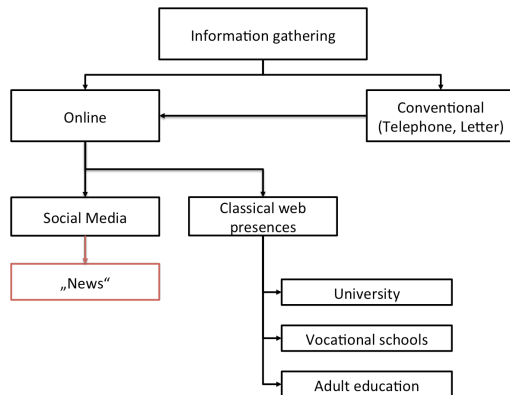 Information gathering
Online
Conventional
(Telephone, Letter)
Social Media
Classical web
presences
„News“
University
Vocational schools
Adult education